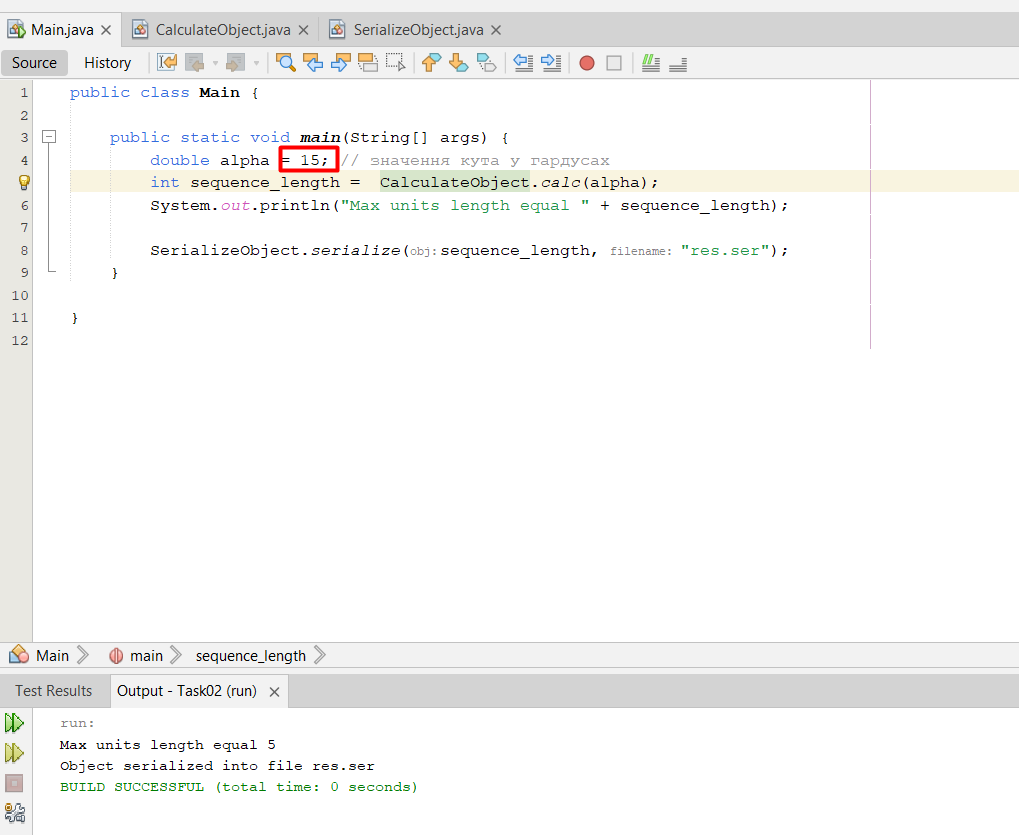 Main.java CalculateObject.java SerializeObject.java
Source History
1 public class Main {
2
3 public static void main(String[] args) {
4 double alpha = 15; // значення кута у гардусах
int sequence_length =  CalculateObject.calc(alpha);
6 System.out.println("Max units length equal " + sequence_length);
7
8 SerializeObject.serialize(obj: sequence_length, filename: "res.ser");
9 }
10
11 }
12
Main main sequence_length
Test Results Output - Task02 (run)
run:
Max units length equal 5
Object serialized into file res.ser
BUILD SUCCESSFUL (total time: 0 seconds)